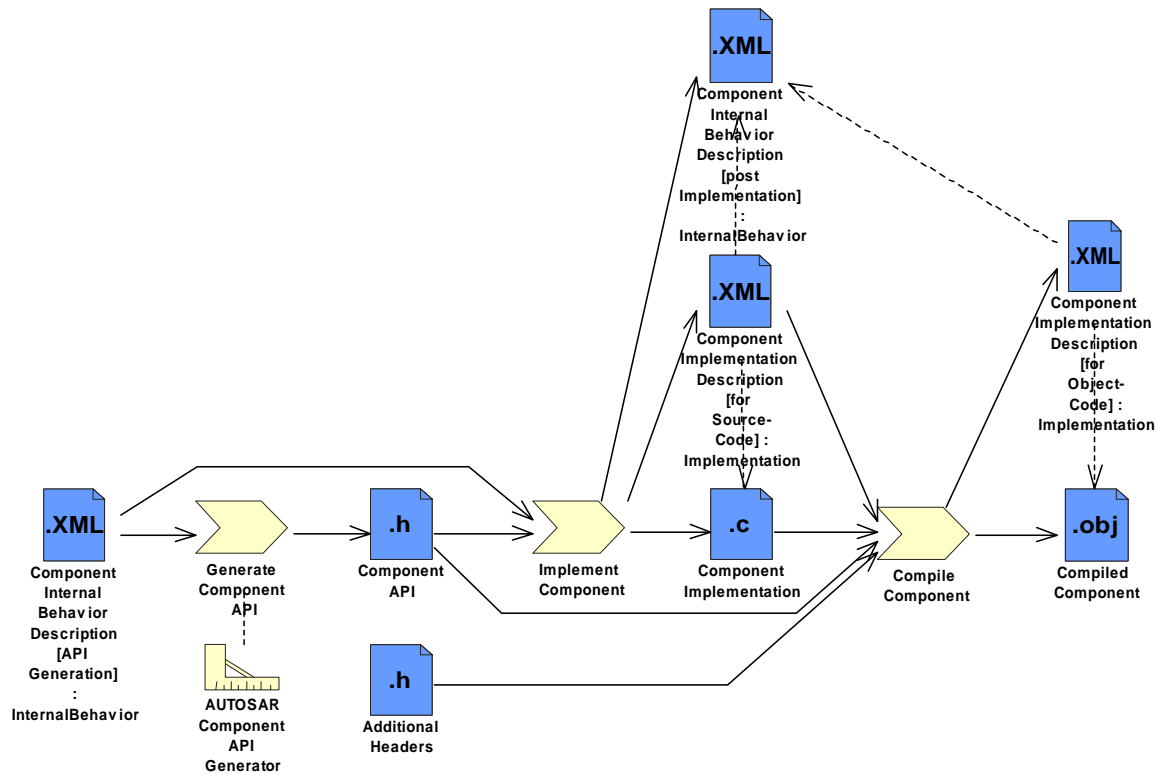 .XML
Component
Internal
Behavior
Description
[post
Implementation]
:
InternalBehavior
.XML
Component
Implementation
Description
[for
Source-
Code] :
Implementation
.XML
Component
Implementation
Description
[for
Object-
Code] :
Implementation
.XML
Component
Internal
Behavior
Description
[API
Generation]
:
InternalBehavior
Generate
Component
API
.h
Component
API
Implement
Component
.c
Component
Implementation
Compile
Component
.obj
Compiled
Component
AUTOSAR
Component
API
Generator
.h
Additional
Headers